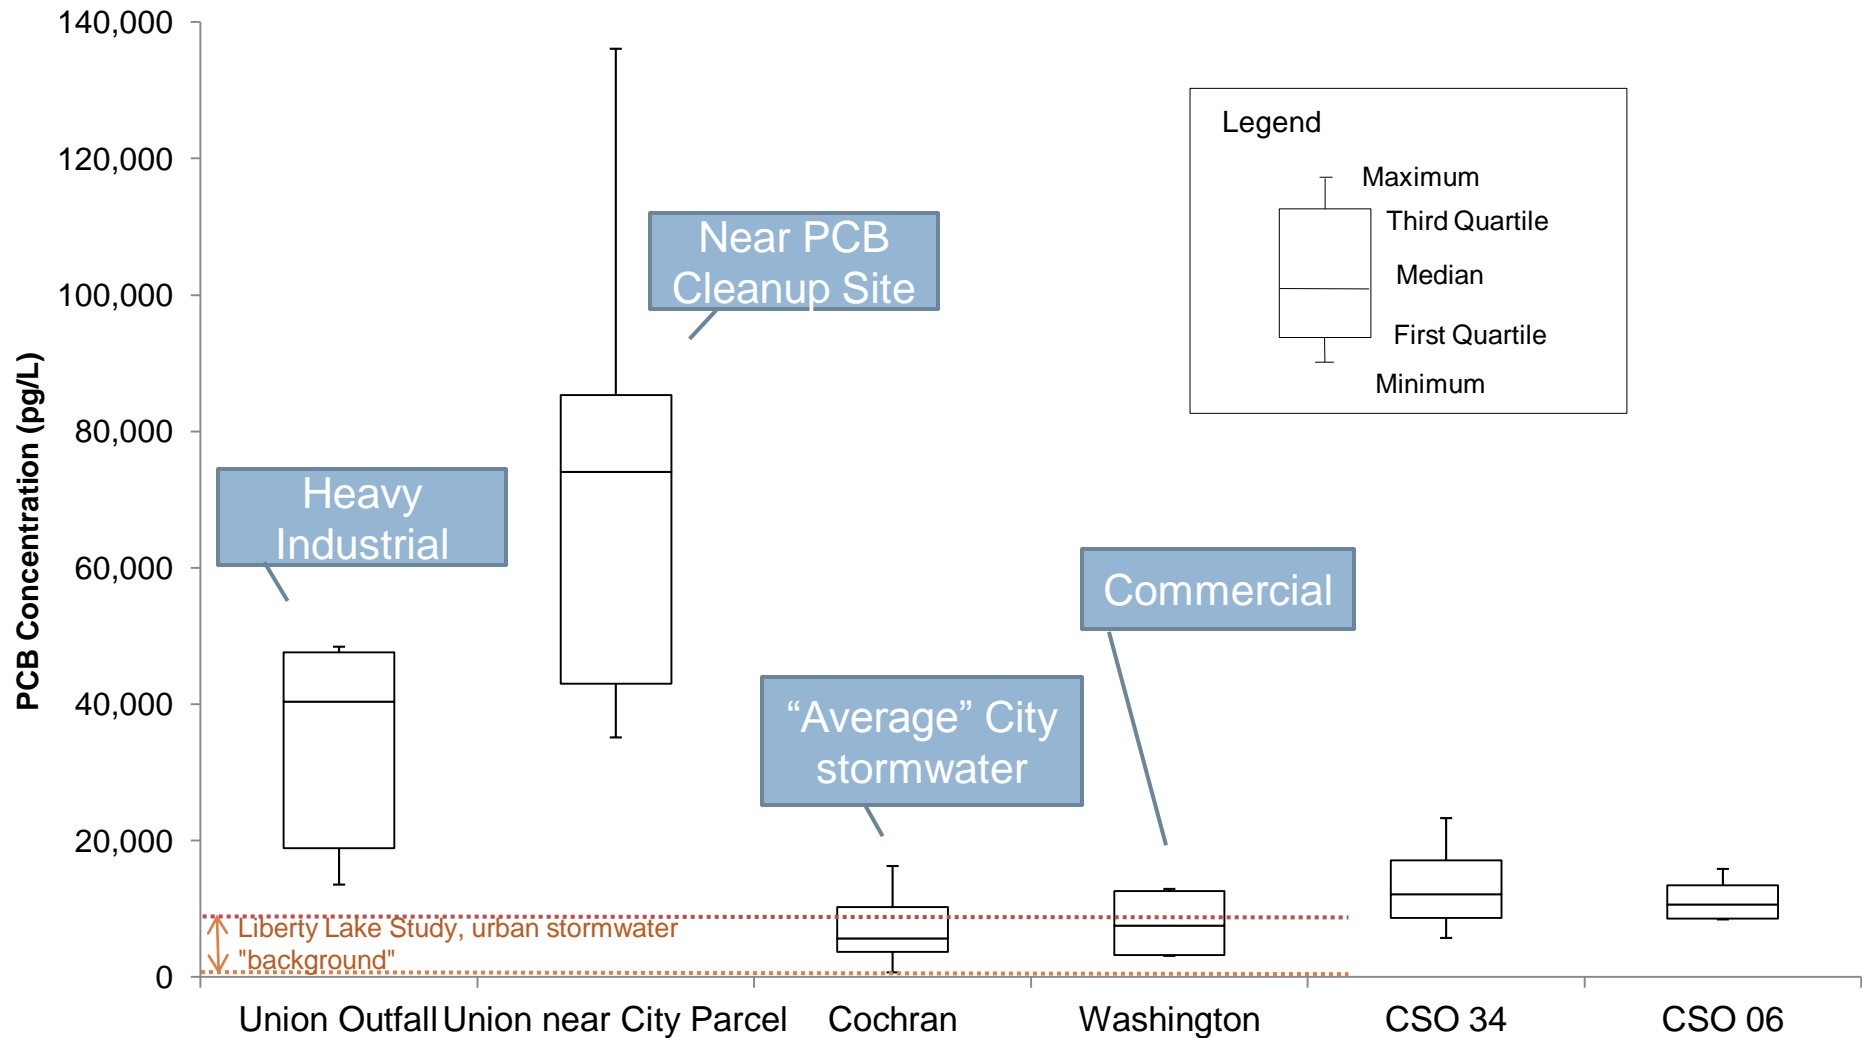 140,000
120,000
100,000
80,000
60,000
40,000
20,000
0
PCB Concentration (pg/L)
Legend
Maximum
Third Quartile
Median
First Quartile
Minimum
Near PCB
Cleanup Site
Heavy
Industrial
Commercial
“Average” City
stormwater
Liberty Lake Study, urban stormwater
"background"
Union Outfall
Union near City Parcel
Cochran
Washington
CSO 34
CSO 06